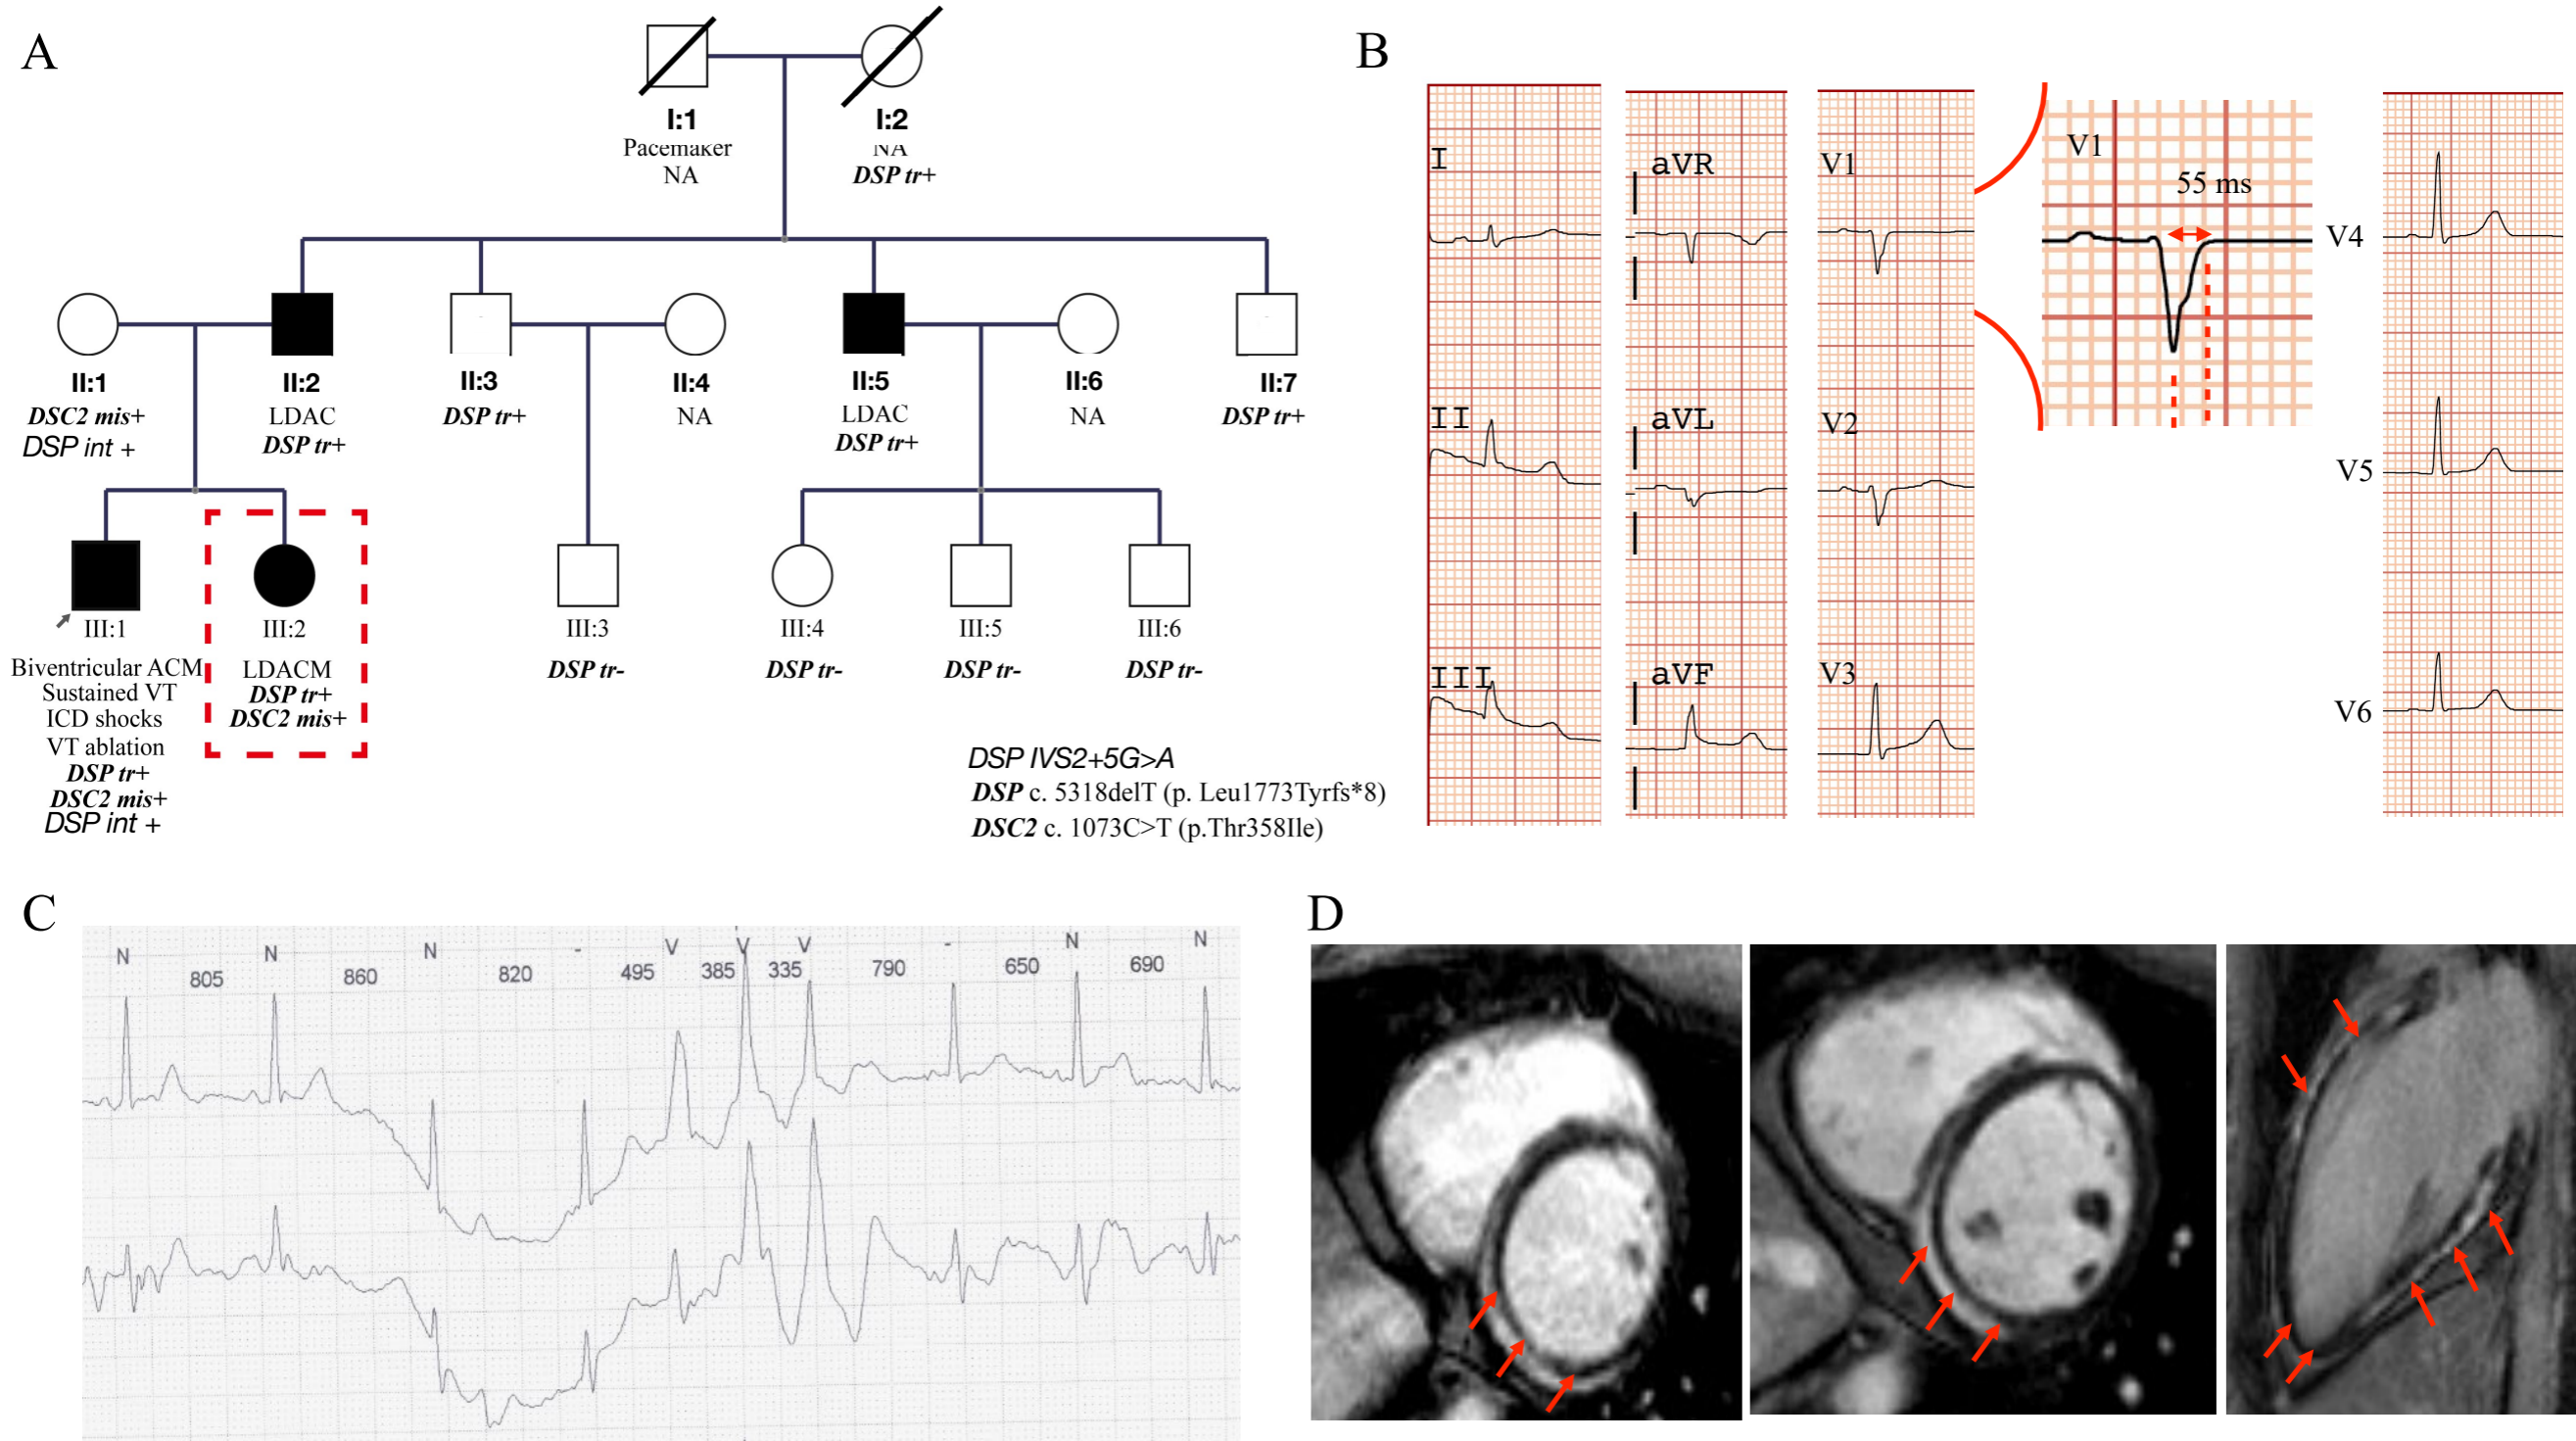 A
I:1
Pacemaker
NA
I:2
NA
DSP tr+
II:1
DSC2 mis+
DSP int +
II:2
LDAC
DSP tr+
II:3
DSP tr+
II:4
NA
II:5
LDAC
DSP tr+
II:6
NA
II:7
DSP tr+
III:1
Biventricular ACM
Sustained VT
ICD shocks
VT ablation
DSP tr+
DSC2 mis+
DSP int +
III:2
LDACM
DSP tr+
DSC2 mis+
III:3
DSP tr-
III:4
DSP tr-
III:5
DSP tr-
III:6
DSP tr-
DSP IVS2+5G>A
DSP c. 5318delT (p. Leu1773Tyrfs*8)
DSC2 c. 1073C>T (p.Thr358Ile)
B
I
II
III
aVR
aVL
aVF
V1
V2
V3
V1
55 ms
V4
V5
V6
C
N N N - V V V - N N
805 860 820 495 385 335 790 650 690
D